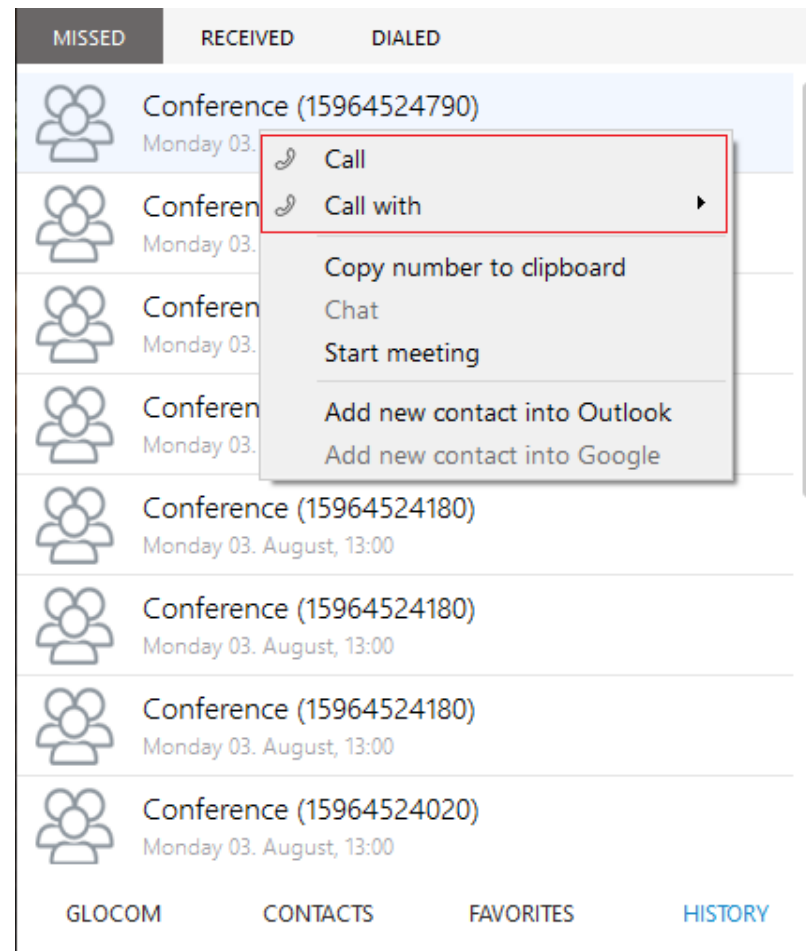 MISSED RECEIVED DIALED
Conference (15964524790)
Monday 03.
Call
Conferen
Call with
Monday 03.
Copy number to clipboard
Conferen
Chat
Monday 03.
Start meeting
Conferen
Add new contact into Outlook
Monday 03.
Add new contact into Google
Conference (15964524180)
Monday 03. August, 13:00
Conference (15964524180)
Monday 03. August, 13:00
Conference (15964524180)
Monday 03. August, 13:00
Conference (15964524020)
Monday 03. August, 13:00
GLOCOM CONTACTS FAVORITES HISTORY